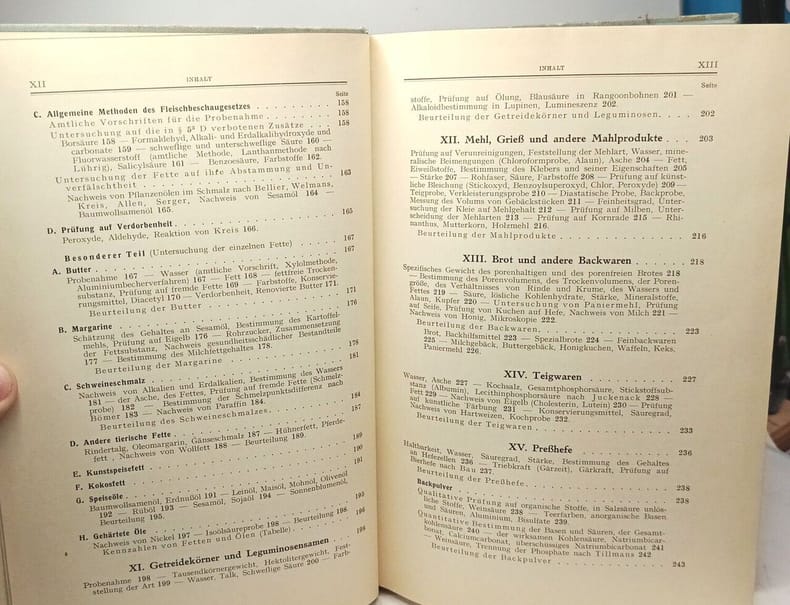 XII
INHALT
Seite
C. Allgemeine Methoden des Fleischbeschaugesetzes . . . . . . . . . . 158
Amtliche Vorschriften für die Probenahme . . . . . . . . . . 158
Untersuchung auf die in § 5³ D verbotenen Zusätze . . . . 158
Borsäure 158 — Formaldehyd, Alkali- und Erdalkalihydroxyde und
carbonate 159 — schweflige und unterschweflige Säure 160 —
Fluorwasserstoff (amtliche Methode, Lanthanmethode nach
Lührig), Salicylsäure 161 — Benzoesäure, Farbstoffe 162.
Untersuchung der Fette auf ihre Abstammung und Un-
verfälschtheit . . . . . . . . . . 163
Nachweis von Pflanzenölen im Schmalz nach Bellier, Welmans,
Kreis, Allen, Serger, Nachweis von Sesamöl 164 —
Baumwollsamenöl 165.
D. Prüfung auf Verdorbenheit . . . . . . . . . . 165
Peroxyde, Aldehyde, Reaktion von Kreis 166.
Besonderer Teil (Untersuchung der einzelnen Fette) . . . . 167
A. Butter . . . . . . . . . . 167
Probenahme 167 — Wasser (amtliche Vorschrift, Xylolmethode,
Aluminiumbecherverfahren) 167 — Fett 168 — fettfreie Trocken-
substanz, Prüfung auf fremde Fette 169 — Farbstoffe, Konservie-
rungsmittel, Diacetyl 170 — Verdorbenheit, Renovierte Butter 171.
Beurteilung der Butter . . . . . . . . . . 171
B. Margarine . . . . . . . . . . 176
Schätzung des Gehaltes an Sesamöl, Bestimmung des Kartoffel-
mehls, Prüfung auf Eigelb 176 — Rohrzucker, Zusammensetzung
der Fettsubstanz, Nachweis gesundheitsschädlicher Bestandteile
177 — Bestimmung des Milchfettgehaltes 178.
Beurteilung der Margarine . . . . . . . . . . 178
C. Schweineschmalz . . . . . . . . . . 181
Nachweis von Alkalien und Erdalkalien, Bestimmung des Wassers
181 — der Asche, des Fettes, Prüfung auf fremde Fette (Schmelz-
probe) 182 — Bestimmung der Schmelzpunktsdifferenz nach
Bömer 183 — Nachweis von Paraffin 184.
Beurteilung des Schweineschmalzes . . . . . . . . . . 184
D. Andere tierische Fette . . . . . . . . . . 187
Rindertalg, Oleomargarin, Gänseschmalz 187 — Hühnerfett, Pferde-
fett, Nachweis von Wollfett 188 — Beurteilung 189.
E. Kunstspeisefett . . . . . . . . . . 189
F. Kokosfett . . . . . . . . . . 190
G. Speiseöle . . . . . . . . . . 191
Baumwollsamenöl, Erdnußöl 191 — Leinöl, Maisöl, Mohnöl, Olivenöl
192 — Rüböl 193 — Sesamöl, Sojaöl 194 — Sonnenblumenöl,
Beurteilung 195.
H. Gehärtete Öle . . . . . . . . . .
Nachweis von Nickel 197 — Isoölsäureprobe 198 — Beurteilung 198
Kennzahlen von Fetten und Ölen (Tabelle) . . . . 198
XI. Getreidekörner und Leguminosensamen
Probenahme 198 — Tausendkörnergewicht, Hektolitergewicht, Fest-
stellung der Art 199 — Wasser, Talk, Schweflige Säure 200 — Farb-
INHALT
XIII
Seite
stoffe, Prüfung auf Ölung, Blausäure in Rangoonbohnen 201 —
Alkaloidbestimmung in Lupinen, Lumineszenz 202.
Beurteilung der Getreidekörner und Leguminosen . . . . 202
XII. Mehl, Grieß und andere Mahlprodukte . . . 203
Prüfung auf Verunreinigungen, Feststellung der Mehlart, Wasser, mine-
ralische Beimengungen (Chloroformprobe, Alaun), Asche 204 — Fett,
Eiweißstoffe, Bestimmung des Klebers und seiner Eigenschaften 205
— Stärke 207 — Rohfaser, Säure, Farbstoffe 208 — Prüfung auf künst-
liche Bleichung (Stickoxyd, Benzoylsuperoxyd, Chlor, Peroxyde) 209 —
Teigprobe, Verkleisterungsprobe 210 — Diastatische Probe, Backprobe,
Messung des Volums von Gebäckstücken 211 — Feinheitsgrad, Unter-
suchung der Kleie auf Mehlgehalt 212 — Prüfung auf Milben, Unter-
scheidung der Mehlarten 213 — Prüfung auf Kornrade 215 — Rhi-
nanthus, Mutterkorn, Holzmehl 216.
Beurteilung der Mahlprodukte . . . . . . . . . . 216
XIII. Brot und andere Backwaren . . . . . . . 218
Spezifisches Gewicht des porenhaltigen und des porenfreien Brotes 218
— Bestimmung des Porenvolumens, des Trockenvolumens, der Poren-
größe, des Verhältnisses von Rinde und Krume, des Wassers und
Fettes 219 — Säure, lösliche Kohlenhydrate, Stärke, Mineralstoffe,
Alaun, Kupfer 220 — Untersuchung von Paniermehl, Prüfung
auf Seife, Prüfung von Kuchen auf Hefe, Nachweis von Milch 221 —
Nachweis von Honig, Mikroskopie 222.
Beurteilung der Backwaren . . . . . . . . . . 223
Brot, Backhilfsmittel 223 — Spezialbrote 224 — Feinbackwaren
225 — Milchgebäck, Buttergebäck, Honigkuchen, Waffeln, Keks,
Paniermehl 226.
XIV. Teigwaren . . . . . . . . . . 227
Wasser, Asche 227 — Kochsalz, Gesamtphosphorsäure, Stickstoffsub-
stanz (Albumin), Lecithinphosphorsäure nach Juckenack 228 —
Fett 229 — Nachweis von Eigelb (Cholesterin, Lutein) 230 — Prüfung
auf künstliche Färbung 231 — Konservierungsmittel, Säuregrad,
Nachweis von Hartweizen, Kochprobe 232.
Beurteilung der Teigwaren . . . . . . . . . . 233
XV. Preßhefe . . . . . . . . . . 236
Haltbarkeit, Wasser, Säuregrad, Stärke, Bestimmung des Gehaltes
an Hefezellen 236 — Triebkraft (Gärzeit), Gärkraft, Prüfung auf
Bierhefe nach Bau 237.
Beurteilung der Preßhefe . . . . . . . . . . 238
Backpulver . . . . . . . . . . 238
Qualitative Prüfung auf organische Stoffe, in Salzsäure unlös-
liche Stoffe, Weinsäure 238 — Teerfarben, anorganische Basen
und Säuren, Aluminium, Bisulfate 239.
Quantitative Bestimmung der Basen und Säuren, der Gesamt-
kohlensäure 240 — der wirksamen Kohlensäure, Natriumbicar-
bonat, Calciumcarbonat, überschüssiges Natriumbicarbonat 241
— Weinsäure, Trennung der Phosphate nach Tillmans 242
Beurteilung der Backpulver . . . . . . . . . . 243